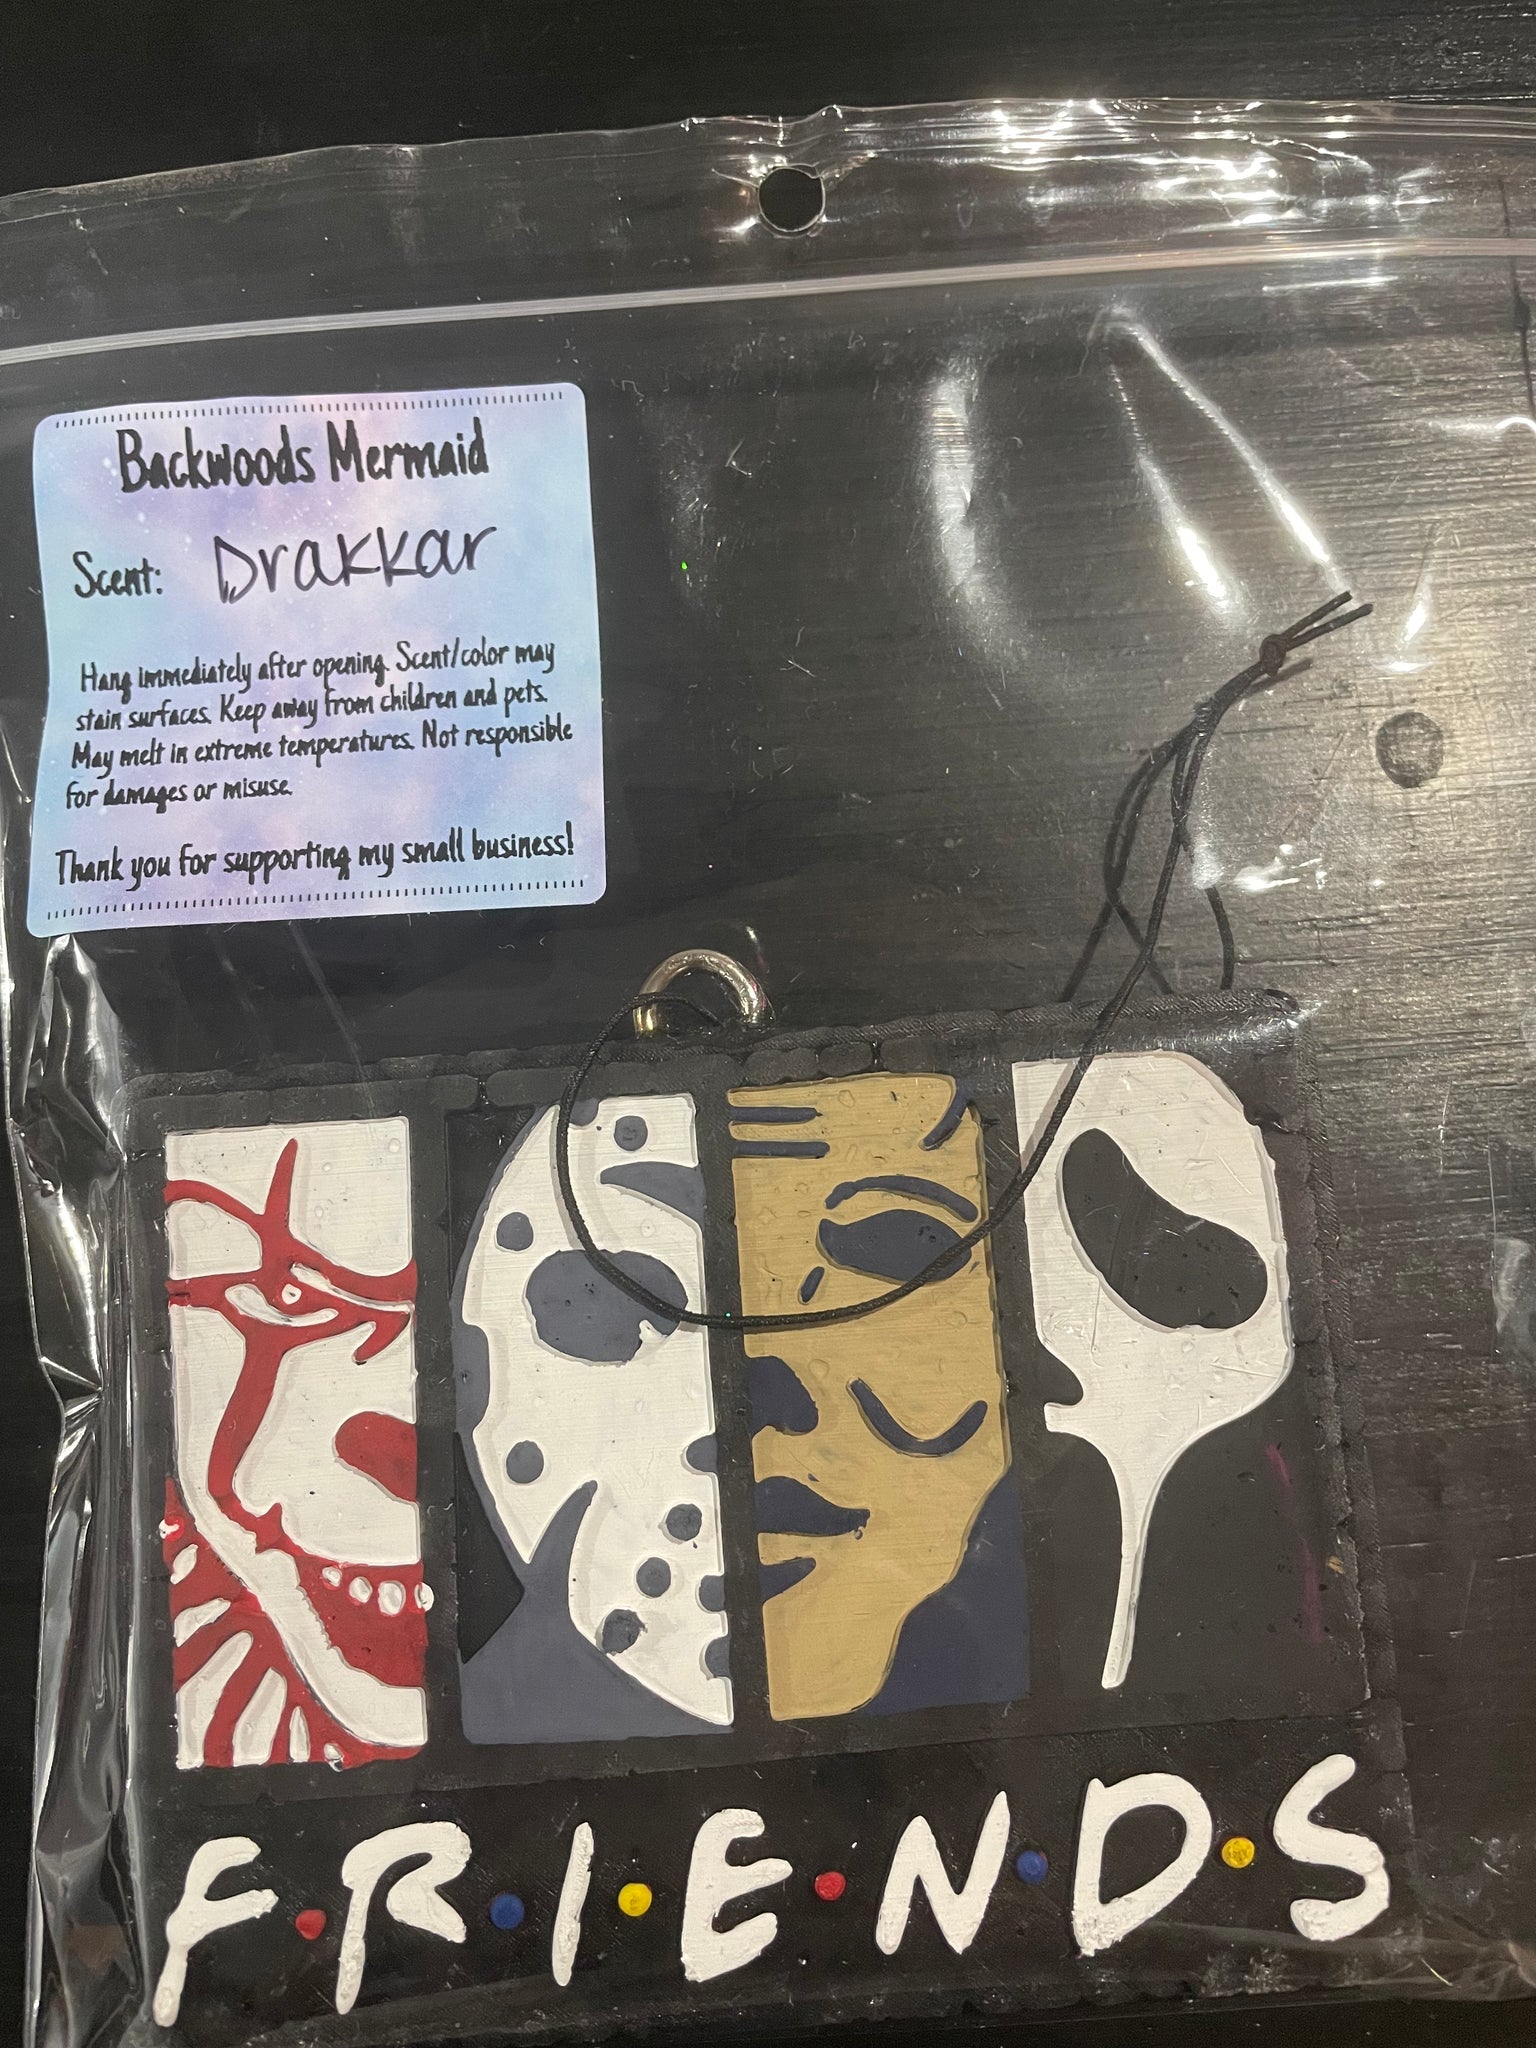 Backwoods Mermaid
Scent: Drakkar
Hang immediately after opening. Scent/color may
stain surfaces. Keep away from children and pets.
May melt in extreme temperatures. Not responsible
for damages or misuse.
Thank you for supporting my small business!
F•R•I•E•N•D•S